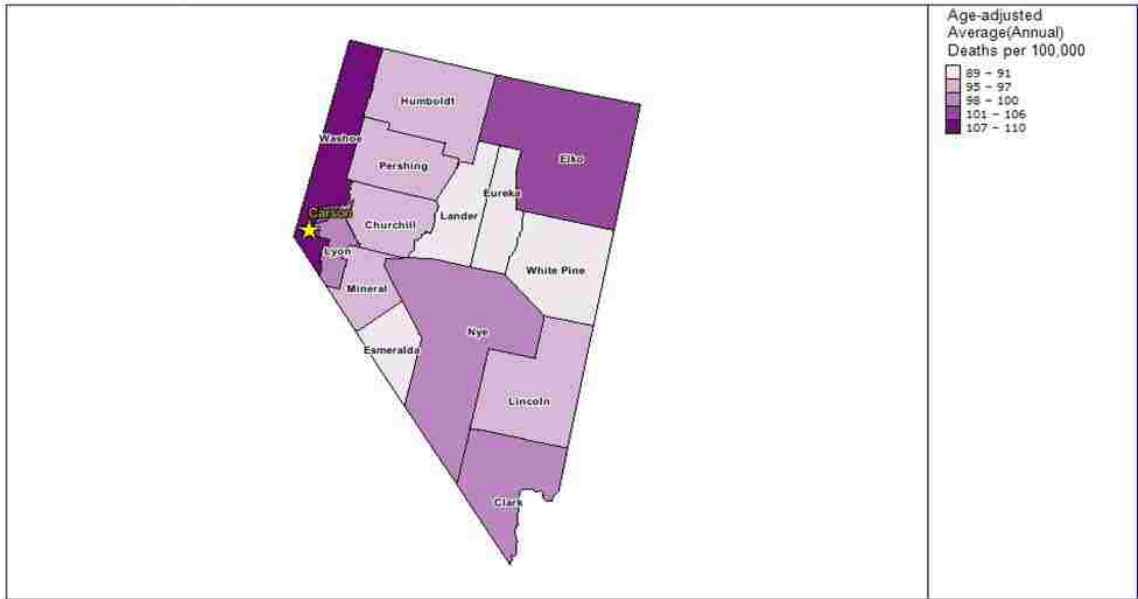 Age-adjusted
Average(Annual)
Deaths per 100,000
89 – 91
95 – 97
98 – 100
101 – 106
107 – 110
Humboldt
Washoe
Elko
Pershing
Eureka
Carson
Lander
Churchill
Lyon
White Pine
Mineral
Nye
Esmeralda
Lincoln
Clark